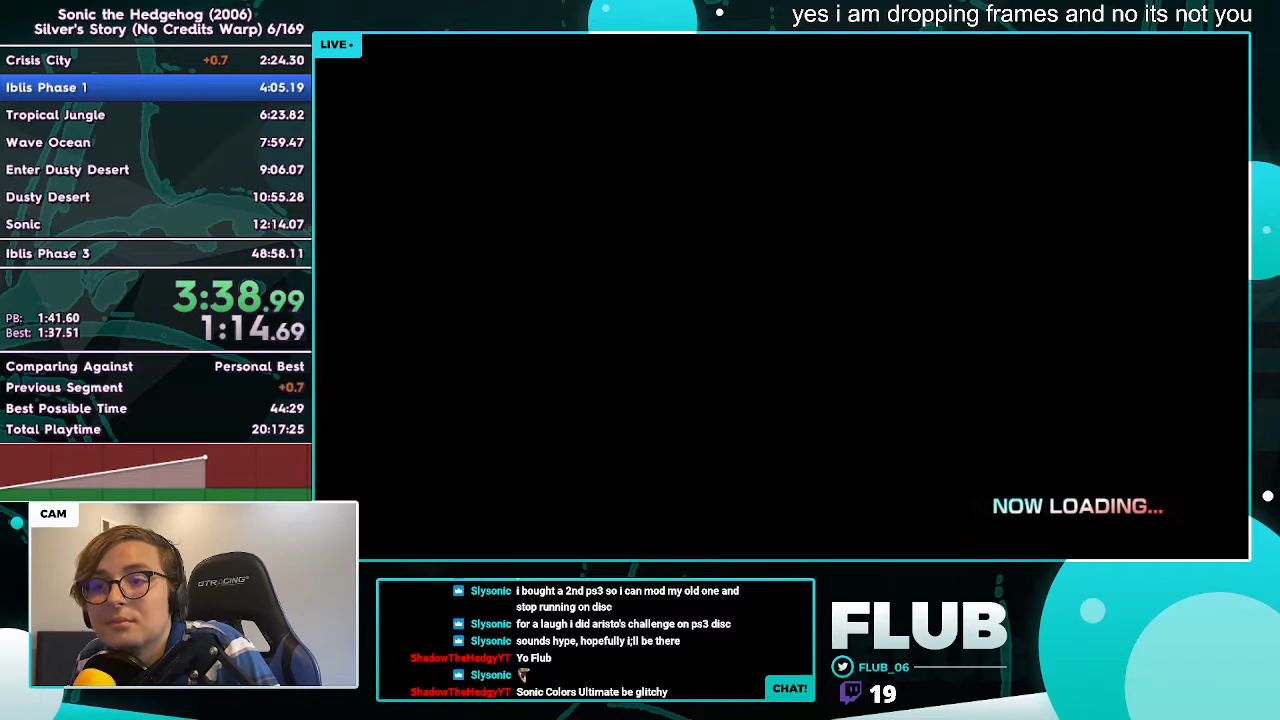 Sonic the Hedgehog (2006)
Silver's Story (No Credits Warp) 6/169
Crisis City +0.7 2:24.30
Iblis Phase 1 4:05.19
Tropical Jungle 6:23.82
Wave Ocean 7:59.47
Enter Dusty Desert 9:06.07
Dusty Desert 10:55.28
Sonic 12:14.07
Iblis Phase 3 48:58.11
3:38.99
PB: 1:41.60
Best: 1:37.51
1:14.69
Comparing Against Personal Best
Previous Segment +0.7
Best Possible Time 44:29
Total Playtime 20:17:25
yes i am dropping frames and no its not you
LIVE
NOW LOADING...
CAM
GTRACING
Slysonic i bought a 2nd ps3 so i can mod my old one and
stop running on disc
Slysonic for a laugh i did aristo's challenge on ps3 disc
Slysonic sounds hype, hopefully i;ll be there
ShadowTheHedgyYT Yo Flub
Slysonic
ShadowTheHedgyYT Sonic Colors Ultimate be glitchy
CHAT!
FLUB
FLUB_06
19